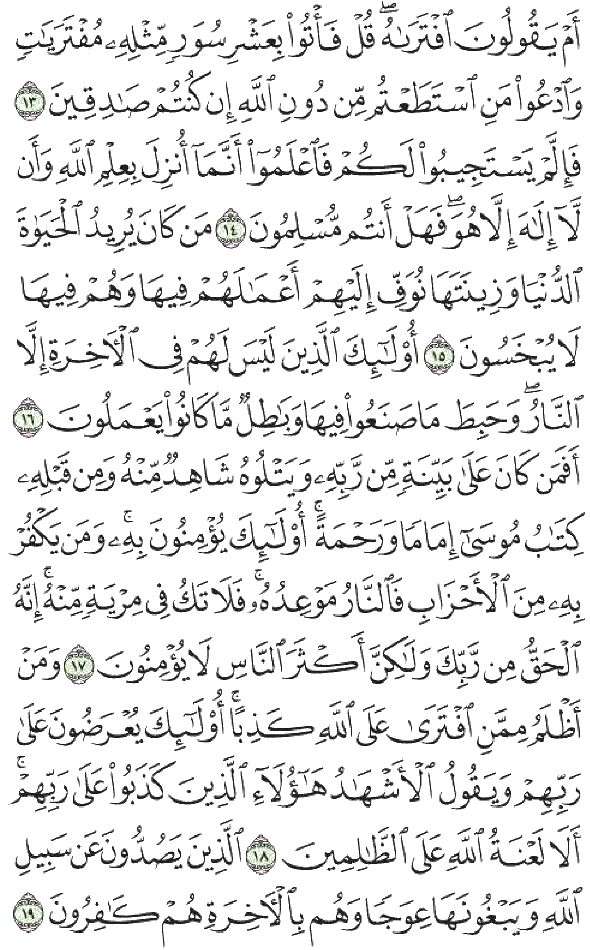 أَمْ يَقُولُونَ ٱفْتَرَىٰهُ ۖ قُلْ فَأْتُوا۟ بِعَشْرِ سُوَرٍ مِّثْلِهِۦ مُفْتَرَيَٰتٍ
وَٱدْعُوا۟ مَنِ ٱسْتَطَعْتُم مِّن دُونِ ٱللَّهِ إِن كُنتُمْ صَٰدِقِينَ ١٣
فَإِلَّمْ يَسْتَجِيبُوا۟ لَكُمْ فَٱعْلَمُوٓا۟ أَنَّمَآ أُنزِلَ بِعِلْمِ ٱللَّهِ وَأَن
لَّآ إِلَٰهَ إِلَّا هُوَ ۖ فَهَلْ أَنتُم مُّسْلِمُونَ ١٤ مَن كَانَ يُرِيدُ ٱلْحَيَوٰةَ
ٱلدُّنْيَا وَزِينَتَهَا نُوَفِّ إِلَيْهِمْ أَعْمَٰلَهُمْ فِيهَا وَهُمْ فِيهَا
لَا يُبْخَسُونَ ١٥ أُو۟لَٰٓئِكَ ٱلَّذِينَ لَيْسَ لَهُمْ فِى ٱلْءَاخِرَةِ إِلَّا
ٱلنَّارُ ۖ وَحَبِطَ مَا صَنَعُوا۟ فِيهَا وَبَٰطِلٌ مَّا كَانُوا۟ يَعْمَلُونَ ١٦
أَفَمَن كَانَ عَلَىٰ بَيِّنَةٍ مِّن رَّبِّهِۦ وَيَتْلُوهُ شَاهِدٌ مِّنْهُ وَمِن قَبْلِهِۦ
كِتَٰبُ مُوسَىٰٓ إِمَامًا وَرَحْمَةً ۚ أُو۟لَٰٓئِكَ يُؤْمِنُونَ بِهِۦ ۚ وَمَن يَكْفُرْ
بِهِۦ مِنَ ٱلْأَحْزَابِ فَٱلنَّارُ مَوْعِدُهُۥ ۚ فَلَا تَكُ فِى مِرْيَةٍ مِّنْهُ ۚ إِنَّهُ
ٱلْحَقُّ مِن رَّبِّكَ وَلَٰكِنَّ أَكْثَرَ ٱلنَّاسِ لَا يُؤْمِنُونَ ١٧ وَمَنْ
أَظْلَمُ مِمَّنِ ٱفْتَرَىٰ عَلَى ٱللَّهِ كَذِبًا ۚ أُو۟لَٰٓئِكَ يُعْرَضُونَ عَلَىٰ
رَبِّهِمْ وَيَقُولُ ٱلْأَشْهَٰدُ هَٰٓؤُلَآءِ ٱلَّذِينَ كَذَبُوا۟ عَلَىٰ رَبِّهِمْ ۚ
أَلَا لَعْنَةُ ٱللَّهِ عَلَى ٱلظَّٰلِمِينَ ١٨ ٱلَّذِينَ يَصُدُّونَ عَن سَبِيلِ
ٱللَّهِ وَيَبْغُونَهَا عِوَجًا وَهُم بِٱلْءَاخِرَةِ هُمْ كَٰفِرُونَ ١٩